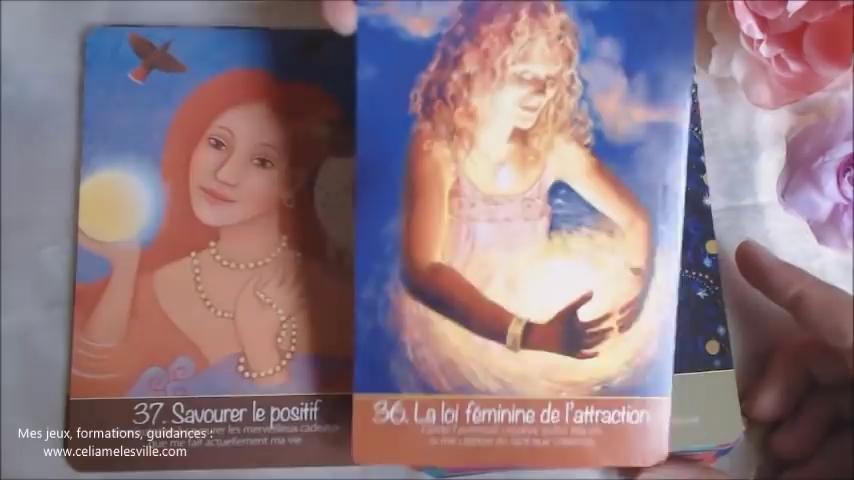 37. Savourer le positif
les merveilleux cadeaux
que me fait actuellement ma vie
36. La loi féminine de l'attraction
Mes jeux, formations, guidances :
www.celiamelesville.com